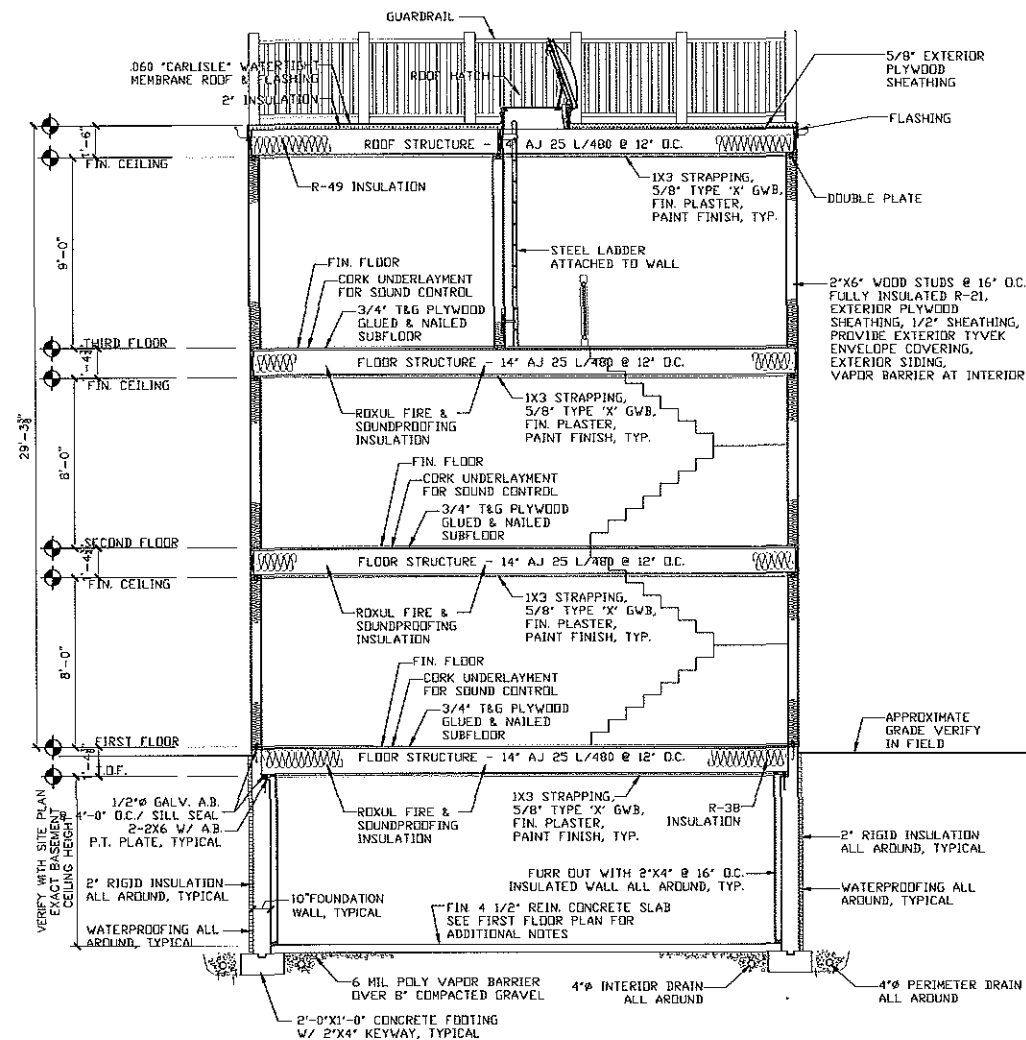 GUARDRAIL
.060 "CARLISLE" WATERTIGHT
MEMBRANE ROOF & FLASHING
2" INSULATION
ROOF HATCH
5/8" EXTERIOR
PLYWOOD
SHEATHING
FLASHING
1'-6"
FIN. CEILING
ROOF STRUCTURE - 14" AJ 25 L/480 @ 12" O.C.
R-49 INSULATION
1X3 STRAPPING,
5/8" TYPE 'X' GWB,
FIN. PLASTER,
PAINT FINISH, TYP.
DOUBLE PLATE
9'-0"
STEEL LADDER
ATTACHED TO WALL
FIN. FLOOR
CORK UNDERLAYMENT
FOR SOUND CONTROL
3/4" T&G PLYWOOD
GLUED & NAILED
SUBFLOOR
2"X6" WOOD STUDS @ 16" O.C.
FULLY INSULATED R-21,
EXTERIOR PLYWOOD
SHEATHING, 1/2" SHEATHING,
PROVIDE EXTERIOR TYVEK
ENVELOPE COVERING,
EXTERIOR SIDING,
VAPOR BARRIER AT INTERIOR
THIRD FLOOR
FIN. CEILING
FLOOR STRUCTURE - 14" AJ 25 L/480 @ 12" O.C.
ROXUL FIRE &
SOUNDPROOFING
INSULATION
1X3 STRAPPING,
5/8" TYPE 'X' GWB,
FIN. PLASTER,
PAINT FINISH, TYP.
29'-3⅜"
8'-0"
FIN. FLOOR
CORK UNDERLAYMENT
FOR SOUND CONTROL
3/4" T&G PLYWOOD
GLUED & NAILED
SUBFLOOR
SECOND FLOOR
FIN. CEILING
FLOOR STRUCTURE - 14" AJ 25 L/480 @ 12" O.C.
ROXUL FIRE &
SOUNDPROOFING
INSULATION
1X3 STRAPPING,
5/8" TYPE 'X' GWB,
FIN. PLASTER,
PAINT FINISH, TYP.
8'-0"
FIN. FLOOR
CORK UNDERLAYMENT
FOR SOUND CONTROL
3/4" T&G PLYWOOD
GLUED & NAILED
SUBFLOOR
APPROXIMATE
GRADE VERIFY
IN FIELD
FIRST FLOOR
T.O.F.
FLOOR STRUCTURE - 14" AJ 25 L/480 @ 12" O.C.
1/2"ø GALV. A.B.
@ 4'-0" O.C./ SILL SEAL
2-2X6 W/ A.B.
P.T. PLATE, TYPICAL
ROXUL FIRE &
SOUNDPROOFING
INSULATION
1X3 STRAPPING,
5/8" TYPE 'X' GWB,
FIN. PLASTER,
PAINT FINISH, TYP.
R-38
INSULATION
VERIFY WITH SITE PLAN
EXACT BASEMENT
CEILING HEIGHT
2" RIGID INSULATION
ALL AROUND, TYPICAL
10"FOUNDATION
WALL, TYPICAL
WATERPROOFING ALL
AROUND, TYPICAL
FURR OUT WITH 2"X4" @ 16" O.C.
INSULATED WALL ALL AROUND, TYP.
FIN. 4 1/2" REIN. CONCRETE SLAB
SEE FIRST FLOOR PLAN FOR
ADDITIONAL NOTES
2" RIGID INSULATION
ALL AROUND, TYPICAL
WATERPROOFING ALL
AROUND, TYPICAL
6 MIL POLY VAPOR BARRIER
OVER 8" COMPACTED GRAVEL
4"ø INTERIOR DRAIN
ALL AROUND
4"ø PERIMETER DRAIN
ALL AROUND
2'-0"X1'-0" CONCRETE FOOTING
W/ 2"X4" KEYWAY, TYPICAL